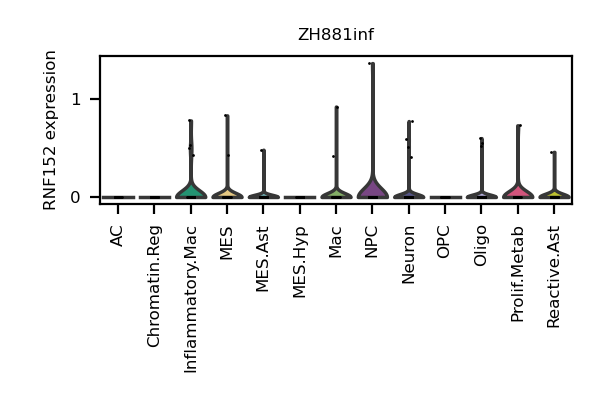 ZH881inf
RNF152 expression
1
0
AC
Chromatin.Reg
Inflammatory.Mac
MES
MES.Ast
MES.Hyp
Mac
NPC
Neuron
OPC
Oligo
Prolif.Metab
Reactive.Ast